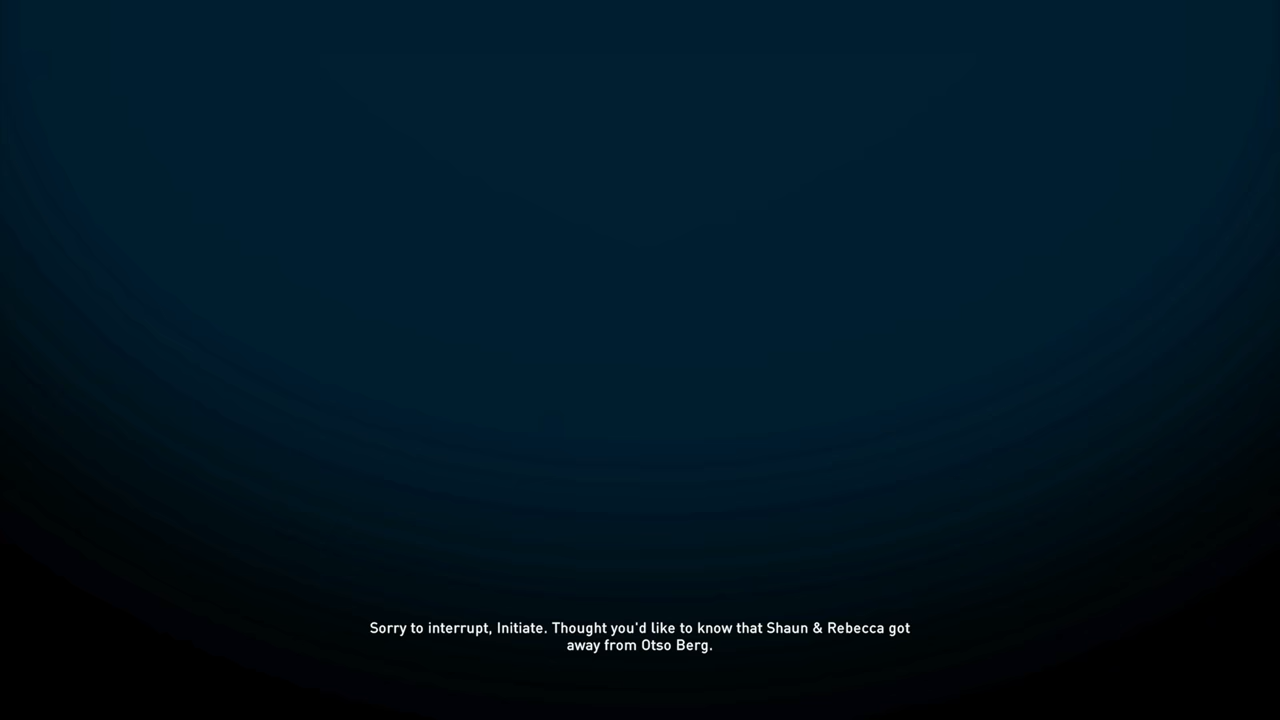 Sorry to interrupt, Initiate. Thought you'd like to know that Shaun & Rebecca got
away from Otso Berg.